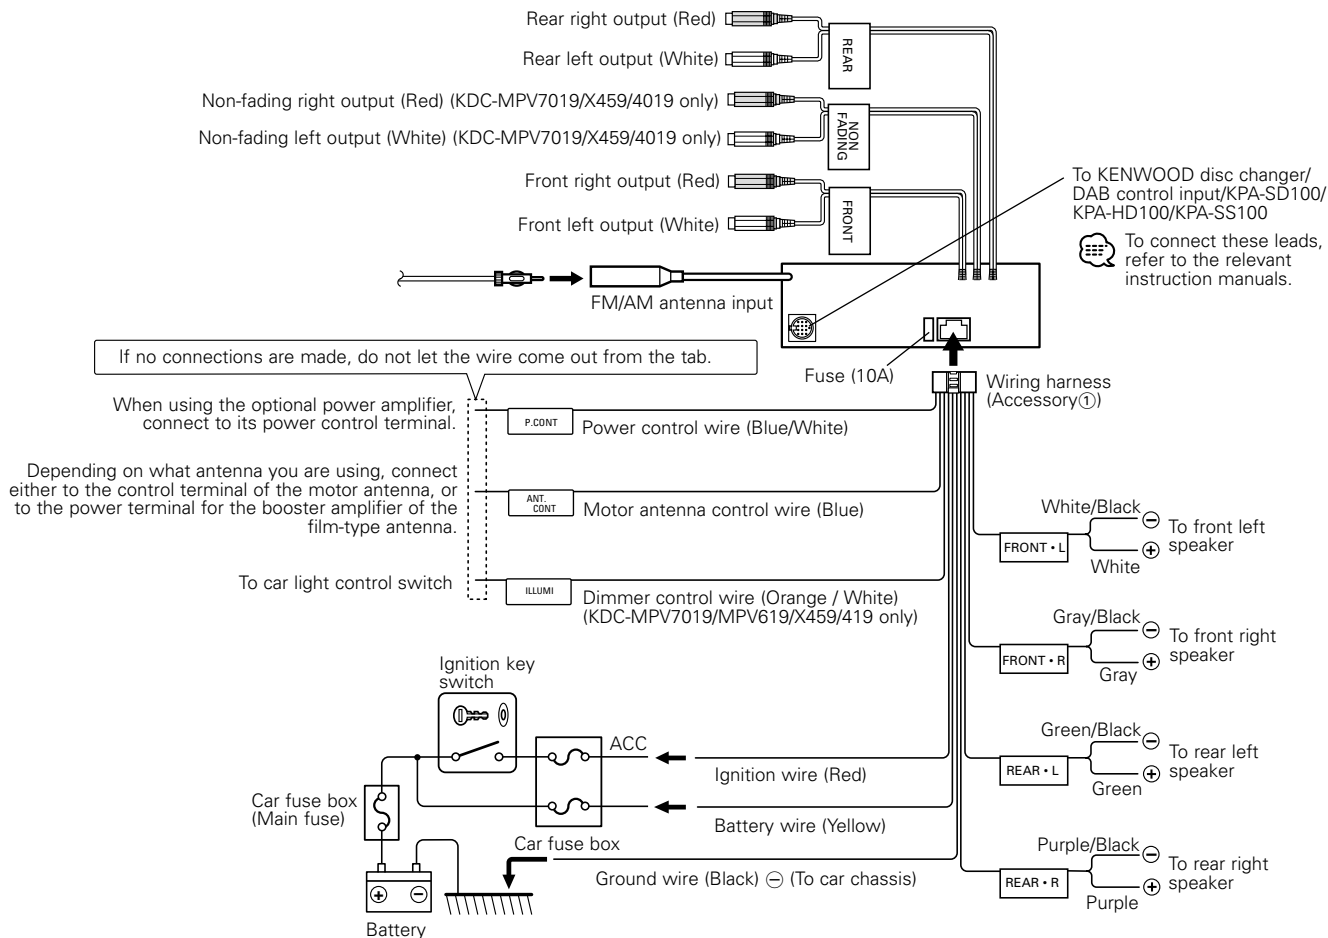 Rear right output (Red)
Rear left output (White)
REAR
Non-fading right output (Red) (KDC-MPV7019/X459/4019 only)
Non-fading left output (White) (KDC-MPV7019/X459/4019 only)
NON
FADING
Front right output (Red)
Front left output (White)
FRONT
To KENWOOD disc changer/
DAB control input/KPA-SD100/
KPA-HD100/KPA-SS100
To connect these leads,
refer to the relevant
instruction manuals.
FM/AM antenna input
Fuse (10A)
If no connections are made, do not let the wire come out from the tab.
Wiring harness
(Accessory①)
When using the optional power amplifier,
connect to its power control terminal.
P.CONT
Power control wire (Blue/White)
Depending on what antenna you are using, connect
either to the control terminal of the motor antenna, or
to the power terminal for the booster amplifier of the
film-type antenna.
ANT.
CONT
Motor antenna control wire (Blue)
To car light control switch
ILLUMI
Dimmer control wire (Orange / White)
(KDC-MPV7019/MPV619/X459/419 only)
White/Black
⊖
FRONT • L
White
⊕
To front left
speaker
Gray/Black
⊖
FRONT • R
Gray
⊕
To front right
speaker
Green/Black
⊖
REAR • L
Green
⊕
To rear left
speaker
Purple/Black
⊖
REAR • R
Purple
⊕
To rear right
speaker
Ignition key
switch
ACC
Ignition wire (Red)
Car fuse box
(Main fuse)
Battery wire (Yellow)
Car fuse box
Ground wire (Black) ⊖ (To car chassis)
⊕ ⊖
Battery